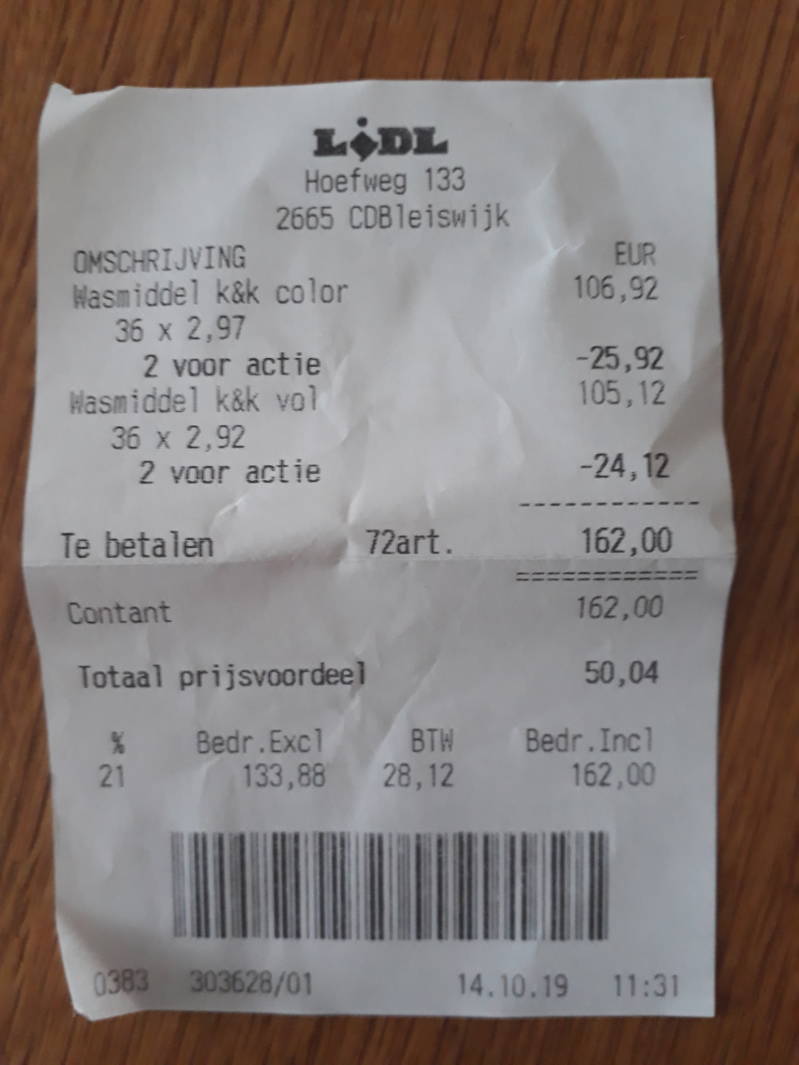 LIDL
Hoefweg 133
2665 CDBleiswijk
OMSCHRIJVING EUR
Wasmiddel k&k color 106,92
36 x 2,97
2 voor actie -25,92
Wasmiddel k&k vol 105,12
36 x 2,92
2 voor actie -24,12
------------
Te betalen 72art. 162,00
============
Contant 162,00
Totaal prijsvoordeel 50,04
% Bedr.Excl BTW Bedr.Incl
21 133,88 28,12 162,00
0383 303628/01 14.10.19 11:31